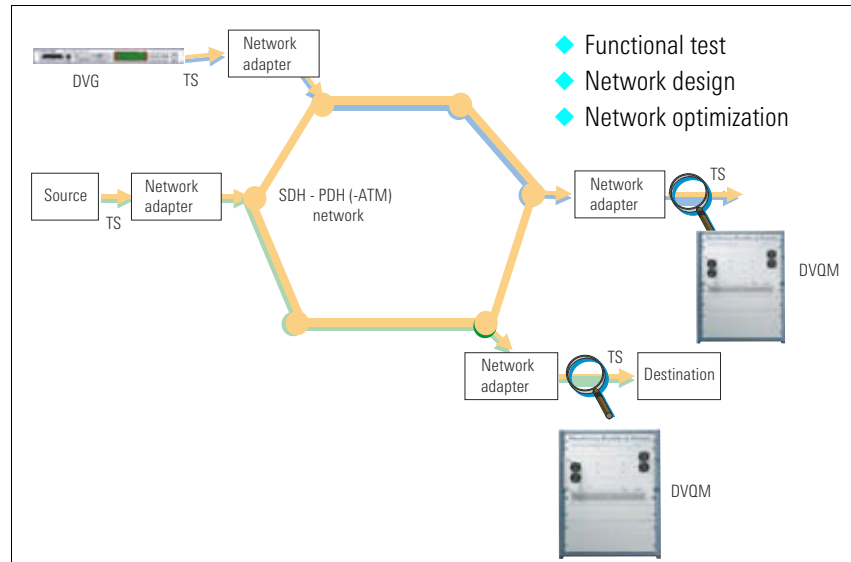 Network
adapter
DVG
TS
Functional test
Network design
Network optimization
Source
TS
Network
adapter
SDH - PDH (-ATM)
network
Network
adapter
TS
DVQM
Network
adapter
TS
Destination
DVQM